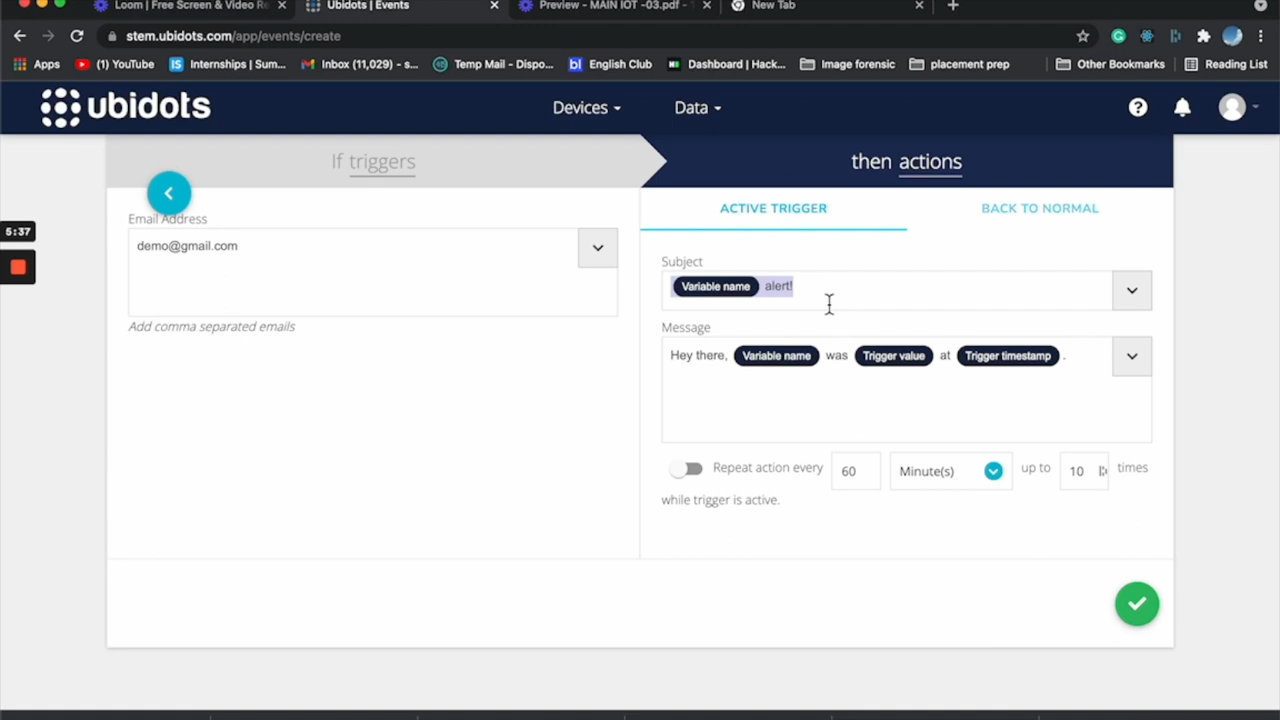 Loom | Free Screen & Video Re
Ubidots | Events
Preview - MAIN IOT -03.pdf -
New Tab
stem.ubidots.com/app/events/create
Apps
(1) YouTube
Internships | Sum...
Inbox (11,029) - s...
Temp Mail - Dispo...
English Club
Dashboard | Hack...
Image forensic
placement prep
Other Bookmarks
Reading List
ubidots
Devices
Data
If triggers
then actions
5:37
Email Address
demo@gmail.com
Add comma separated emails
ACTIVE TRIGGER
BACK TO NORMAL
Subject
Variable name alert!
Message
Hey there, Variable name was Trigger value at Trigger timestamp .
Repeat action every 60 Minute(s) up to 10 times
while trigger is active.